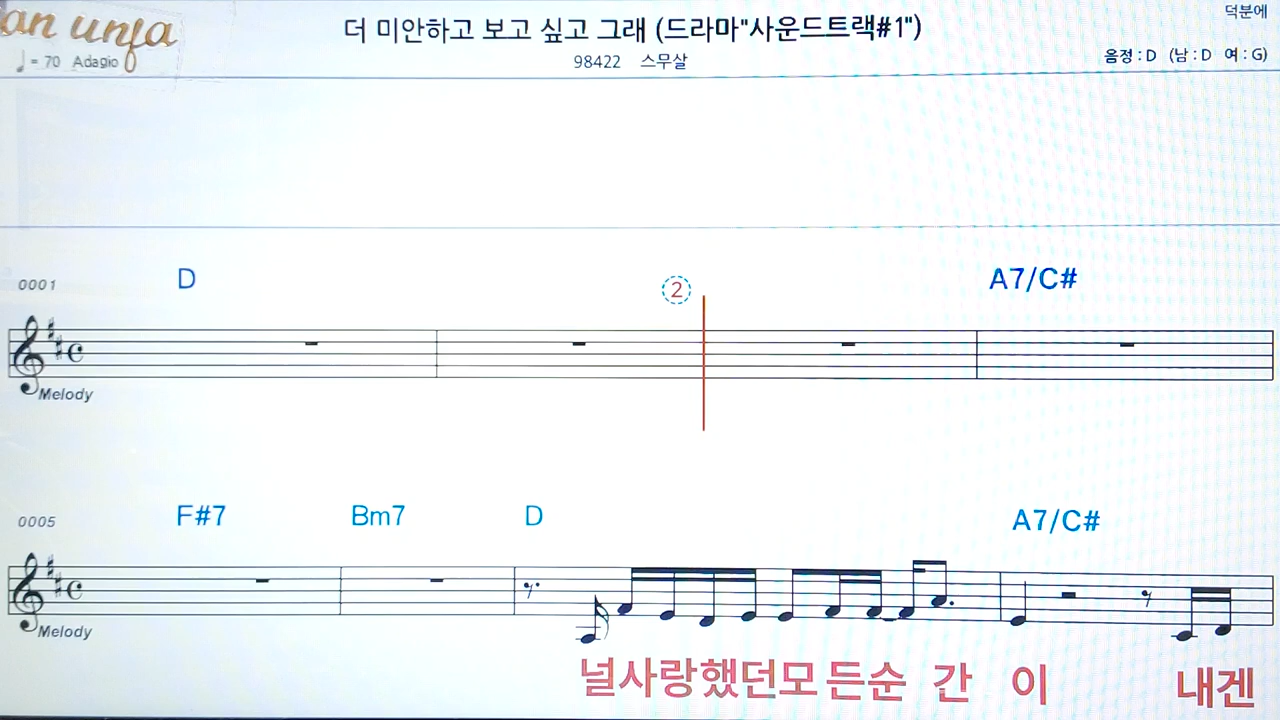 an unfa
더 미안하고 보고 싶고 그래 (드라마"사운드트랙#1")
덕분에
♩ = 70 Adagio
98422 스무살
음정 : D (남 : D 여 : G)
0001 D ② A7/C#
Melody
0005 F#7 Bm7 D A7/C#
Melody
널사랑했던모 든순 간 이 내겐